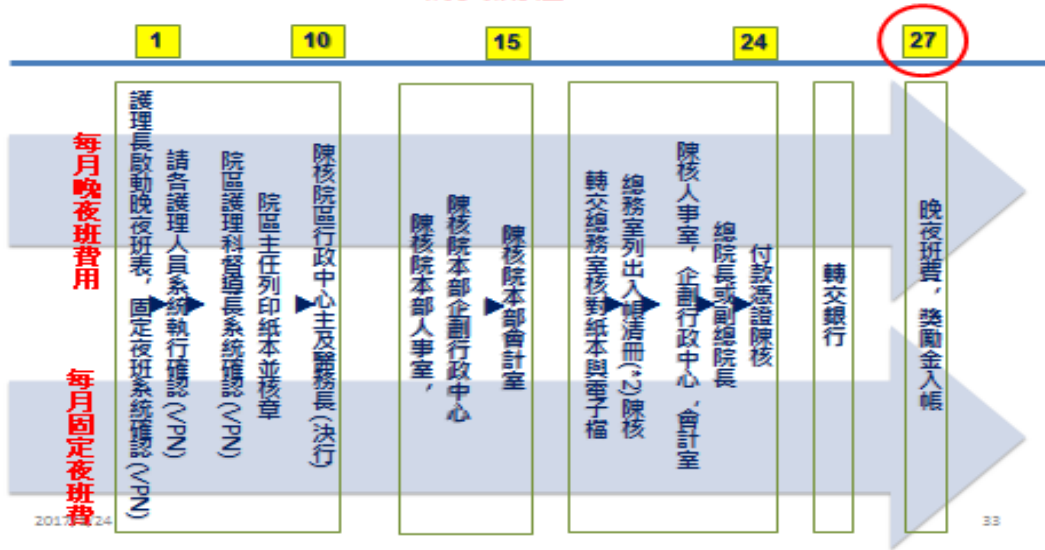 1
10
15
24
27
每月晚夜班費用
每月固定夜班費
護理長啟動晚夜班表，固定夜班系統確認(VPN)
請各護理人員系統執行確認(VPN)
院區護理科督導長系統確認(VPN)
院區主任列印紙本並核章
陳核院區行政中心主及醫務長(決行)
陳核院本部人事室，
陳核院本部企劃行政中心
陳核院本部會計室
轉交總務室核對紙本與電子檔
總務室列出入帳清冊(*2)陳核
陳核人事室，企劃行政中心，會計室
總院長或副總院長
付款憑證陳核
轉交銀行
晚夜班費，獎勵金入帳
33